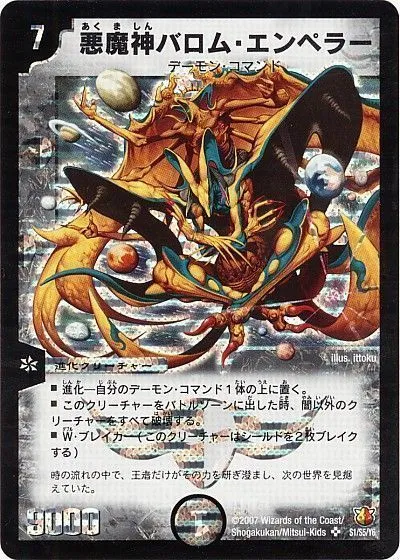 7
あくましん
悪魔神バロム・エンペラー
デーモン・コマンド
illus. ittoku
進化クリーチャー
■ 進化―自分のデーモン・コマンド1体の上に置く。
■ このクリーチャーをバトルゾーンに出した時、闇以外のク
リーチャーをすべて破壊する。
■ W・ブレイカー(このクリーチャーはシールドを2枚ブレイク
する)
時の流れの中で、王者だけがその力を研ぎ澄まし、次の世界を見据
えていた。
9000
©2007 Wizards of the Coast/
Shogakukan/Mitsui-Kids
S1/S5/Y6